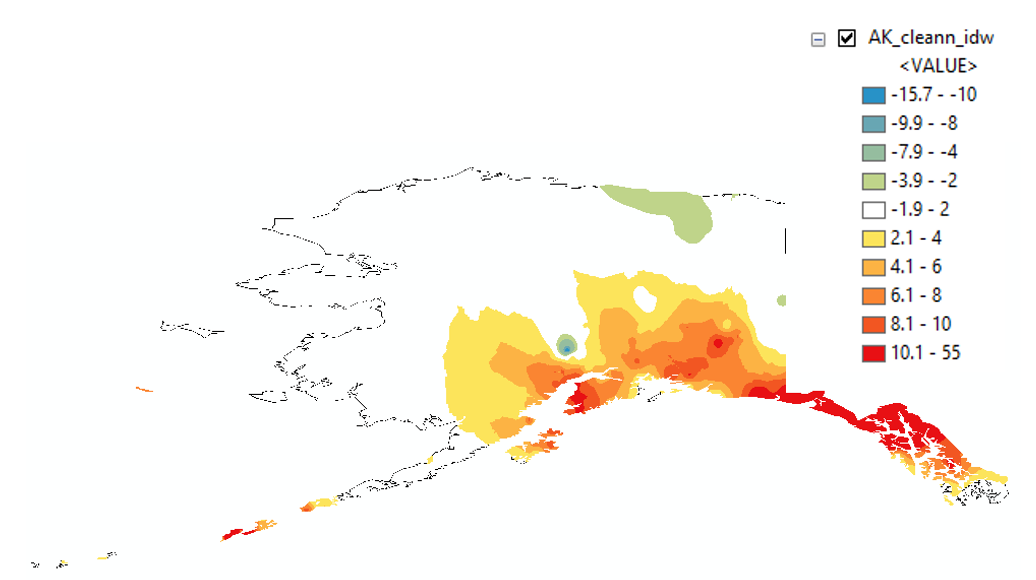 AK_cleann_idw
<VALUE>
-15.7 - -10
-9.9 - -8
-7.9 - -4
-3.9 - -2
-1.9 - 2
2.1 - 4
4.1 - 6
6.1 - 8
8.1 - 10
10.1 - 55